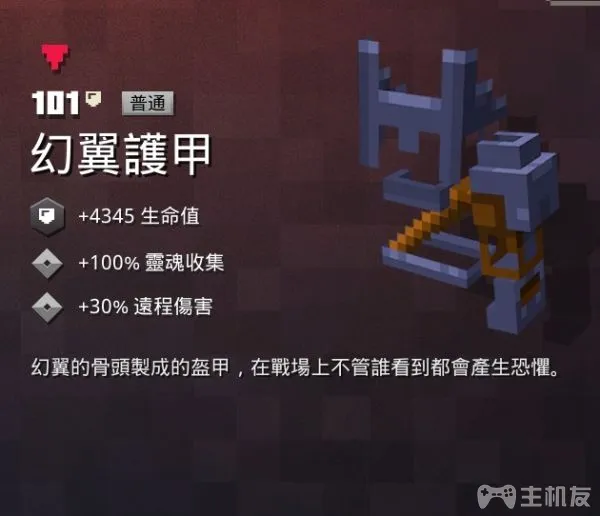 101 普通
幻翼護甲
+4345 生命值
+100% 靈魂收集
+30% 遠程傷害
幻翼的骨頭製成的盔甲，在戰場上不管誰看到都會產生恐懼。
主机友